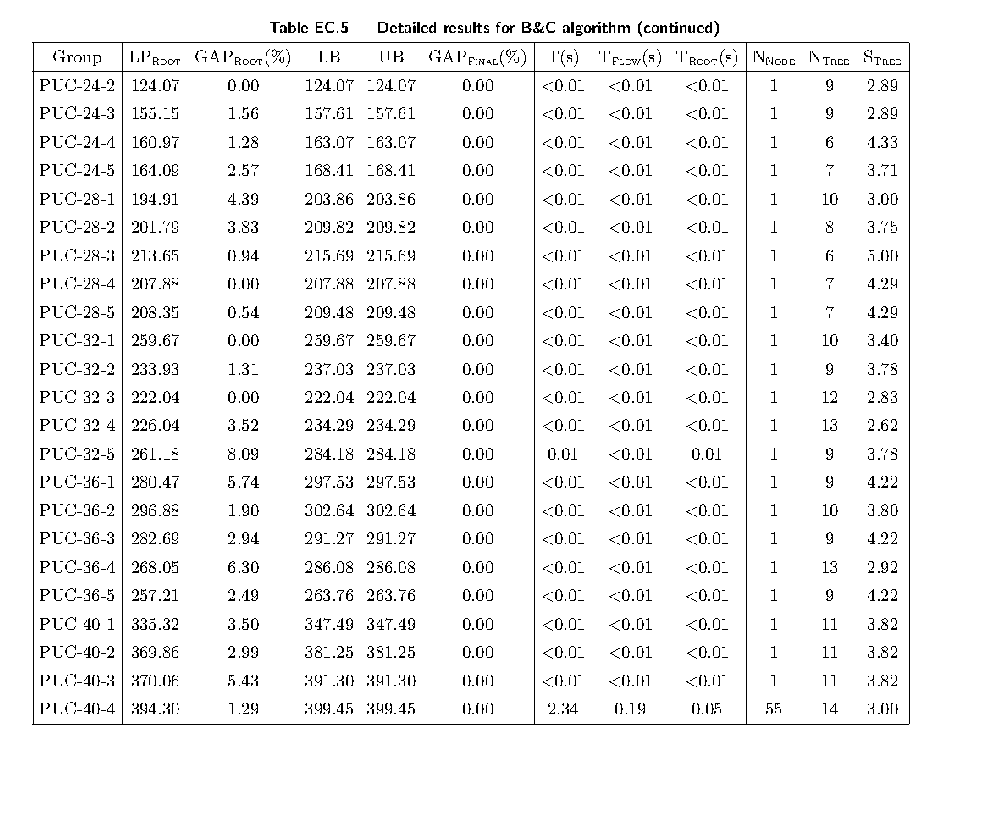 Table EC.5 Detailed results for B&C algorithm (continued)
Group LP_ROOT GAP_ROOT(%) LB UB GAP_FINAL(%) T(s) T_FLOW(s) T_ROOT(s) N_NODE N_TREE S_TREE
PUC-24-2 124.07 0.00 124.07 124.07 0.00 <0.01 <0.01 <0.01 1 9 2.89
PUC-24-3 155.15 1.56 157.61 157.61 0.00 <0.01 <0.01 <0.01 1 9 2.89
PUC-24-4 160.97 1.28 163.07 163.07 0.00 <0.01 <0.01 <0.01 1 6 4.33
PUC-24-5 164.09 2.57 168.41 168.41 0.00 <0.01 <0.01 <0.01 1 7 3.71
PUC-28-1 194.91 4.39 203.86 203.86 0.00 <0.01 <0.01 <0.01 1 10 3.00
PUC-28-2 201.79 3.83 209.82 209.82 0.00 <0.01 <0.01 <0.01 1 8 3.75
PUC-28-3 213.65 0.94 215.69 215.69 0.00 <0.01 <0.01 <0.01 1 6 5.00
PUC-28-4 207.88 0.00 207.88 207.88 0.00 <0.01 <0.01 <0.01 1 7 4.29
PUC-28-5 208.35 0.54 209.48 209.48 0.00 <0.01 <0.01 <0.01 1 7 4.29
PUC-32-1 259.67 0.00 259.67 259.67 0.00 <0.01 <0.01 <0.01 1 10 3.40
PUC-32-2 233.93 1.31 237.03 237.03 0.00 <0.01 <0.01 <0.01 1 9 3.78
PUC-32-3 222.04 0.00 222.04 222.04 0.00 <0.01 <0.01 <0.01 1 12 2.83
PUC-32-4 226.04 3.52 234.29 234.29 0.00 <0.01 <0.01 <0.01 1 13 2.62
PUC-32-5 261.18 8.09 284.18 284.18 0.00 0.01 <0.01 0.01 1 9 3.78
PUC-36-1 280.47 5.74 297.53 297.53 0.00 <0.01 <0.01 <0.01 1 9 4.22
PUC-36-2 296.88 1.90 302.64 302.64 0.00 <0.01 <0.01 <0.01 1 10 3.80
PUC-36-3 282.69 2.94 291.27 291.27 0.00 <0.01 <0.01 <0.01 1 9 4.22
PUC-36-4 268.05 6.30 286.08 286.08 0.00 <0.01 <0.01 <0.01 1 13 2.92
PUC-36-5 257.21 2.49 263.76 263.76 0.00 <0.01 <0.01 <0.01 1 9 4.22
PUC-40-1 335.32 3.50 347.49 347.49 0.00 <0.01 <0.01 <0.01 1 11 3.82
PUC-40-2 369.86 2.99 381.25 381.25 0.00 <0.01 <0.01 <0.01 1 11 3.82
PUC-40-3 370.06 5.43 391.30 391.30 0.00 <0.01 <0.01 <0.01 1 11 3.82
PUC-40-4 394.30 1.29 399.45 399.45 0.00 2.34 0.19 0.05 55 14 3.00